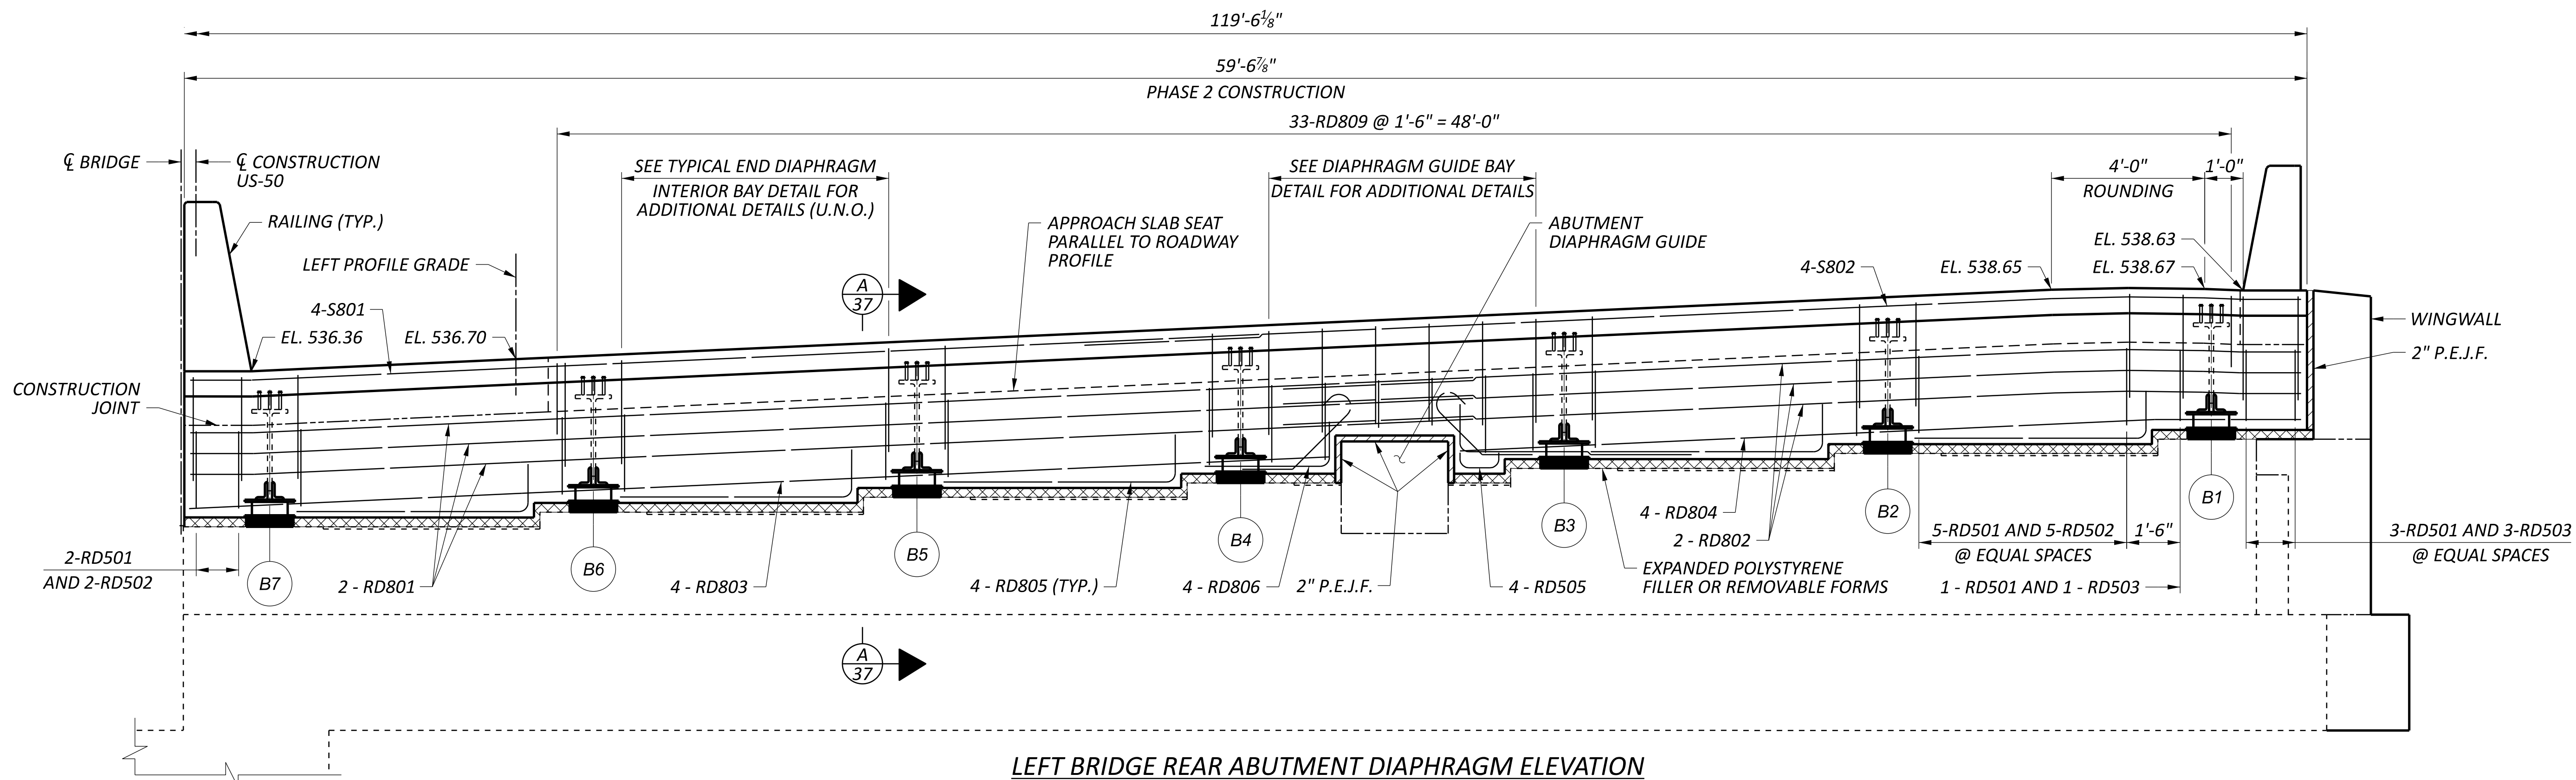 119'-6⅛"
59'-6⅞"
PHASE 2 CONSTRUCTION
33-RD809 @ 1'-6" = 48'-0"
℄ BRIDGE
℄ CONSTRUCTION
US-50
SEE TYPICAL END DIAPHRAGM
INTERIOR BAY DETAIL FOR
ADDITIONAL DETAILS (U.N.O.)
SEE DIAPHRAGM GUIDE BAY
DETAIL FOR ADDITIONAL DETAILS
4'-0"
ROUNDING
1'-0"
RAILING (TYP.)
LEFT PROFILE GRADE
APPROACH SLAB SEAT
PARALLEL TO ROADWAY
PROFILE
ABUTMENT
DIAPHRAGM GUIDE
EL. 538.63
4-S802
EL. 538.65
EL. 538.67
A
37
4-S801
EL. 536.36
EL. 536.70
WINGWALL
2" P.E.J.F.
CONSTRUCTION
JOINT
B7
B6
B5
B4
B3
B2
B1
2-RD501
AND 2-RD502
2 - RD801
4 - RD803
4 - RD805 (TYP.)
4 - RD806
2" P.E.J.F.
4 - RD505
EXPANDED POLYSTYRENE
FILLER OR REMOVABLE FORMS
4 - RD804
2 - RD802
5-RD501 AND 5-RD502
@ EQUAL SPACES
1'-6"
1 - RD501 AND 1 - RD503
3-RD501 AND 3-RD503
@ EQUAL SPACES
A
37
LEFT BRIDGE REAR ABUTMENT DIAPHRAGM ELEVATION